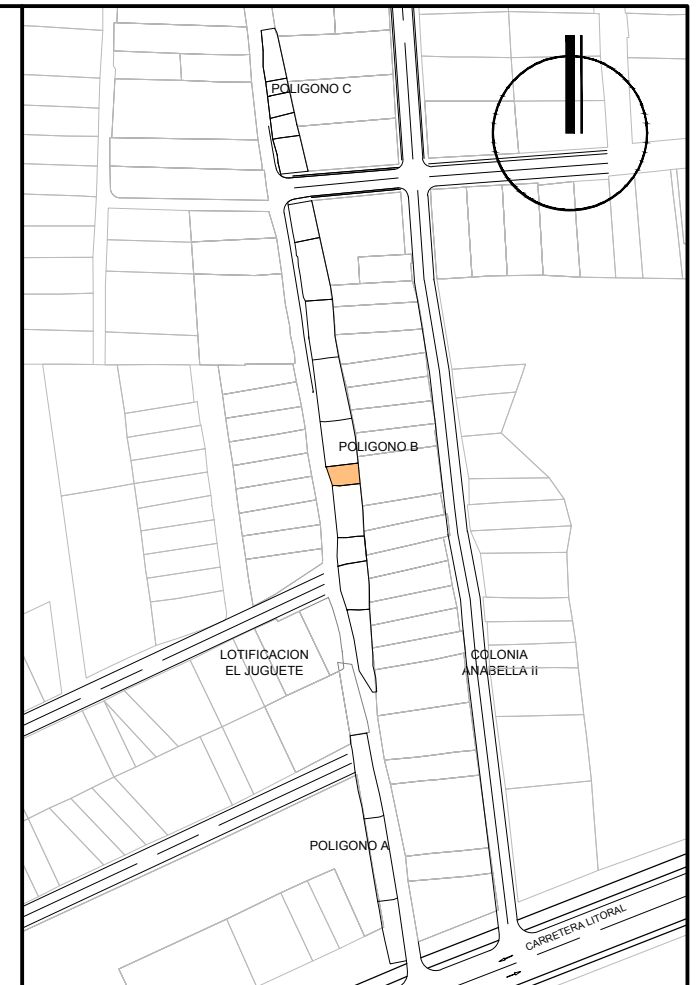 POLIGONO C
POLIGONO B
LOTIFICACION
EL JUGUETE
COLONIA
ANABELLA II
POLIGONO A
CARRETERA LITORAL